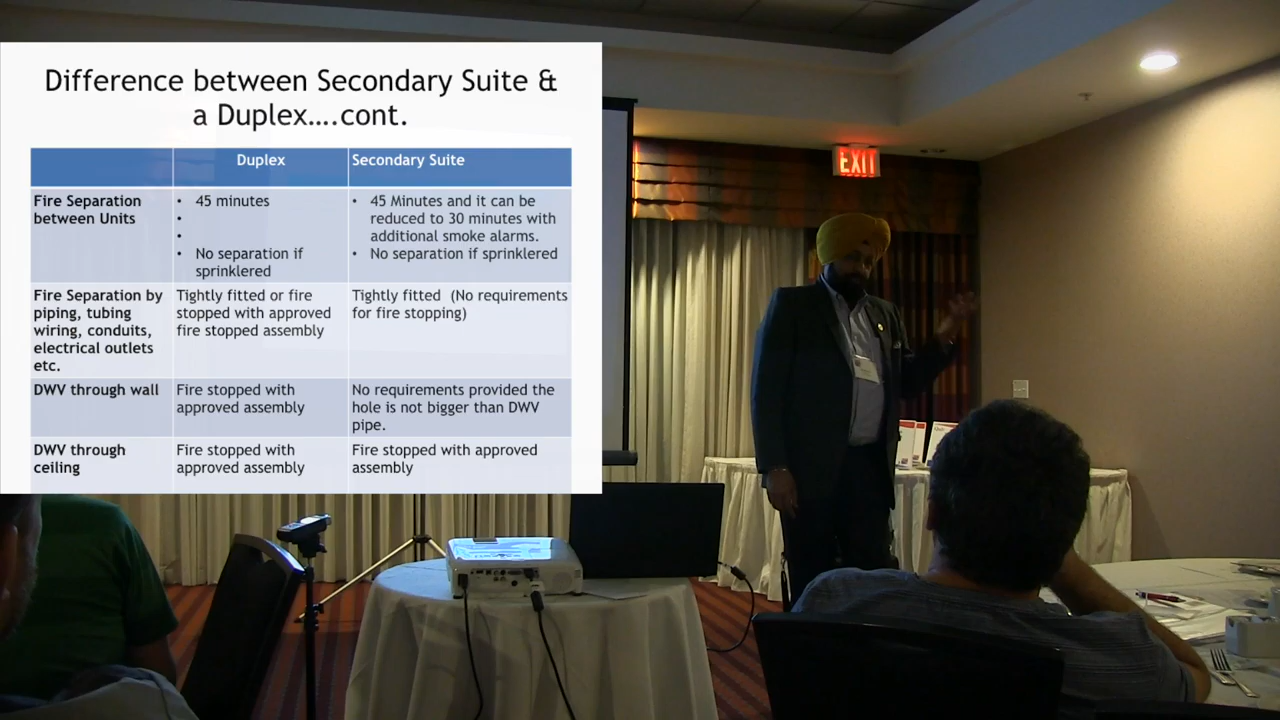 Difference between Secondary Suite &
a Duplex....cont.
Duplex
Secondary Suite
Fire Separation
between Units
• 45 minutes
•
•
• No separation if
sprinklered
• 45 Minutes and it can be
reduced to 30 minutes with
additional smoke alarms.
• No separation if sprinklered
Fire Separation by
piping, tubing
wiring, conduits,
electrical outlets
etc.
Tightly fitted or fire
stopped with approved
fire stopped assembly
Tightly fitted (No requirements
for fire stopping)
DWV through wall
Fire stopped with
approved assembly
No requirements provided the
hole is not bigger than DWV
pipe.
DWV through
ceiling
Fire stopped with
approved assembly
Fire stopped with approved
assembly
EXIT